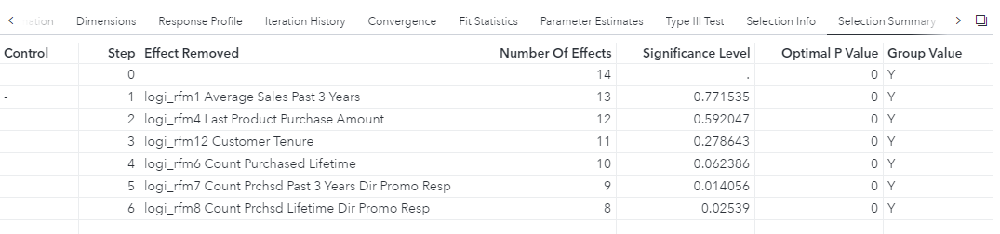 ation Dimensions Response Profile Iteration History Convergence Fit Statistics Parameter Estimates Type III Test Selection Info Selection Summary
Control Step Effect Removed Number Of Effects Significance Level Optimal P Value Group Value
0 14 . 0 Y
- 1 logi_rfm1 Average Sales Past 3 Years 13 0.771535 0 Y
2 logi_rfm4 Last Product Purchase Amount 12 0.592047 0 Y
3 logi_rfm12 Customer Tenure 11 0.278643 0 Y
4 logi_rfm6 Count Purchased Lifetime 10 0.062386 0 Y
5 logi_rfm7 Count Prchsd Past 3 Years Dir Promo Resp 9 0.014056 0 Y
6 logi_rfm8 Count Prchsd Lifetime Dir Promo Resp 8 0.02539 0 Y